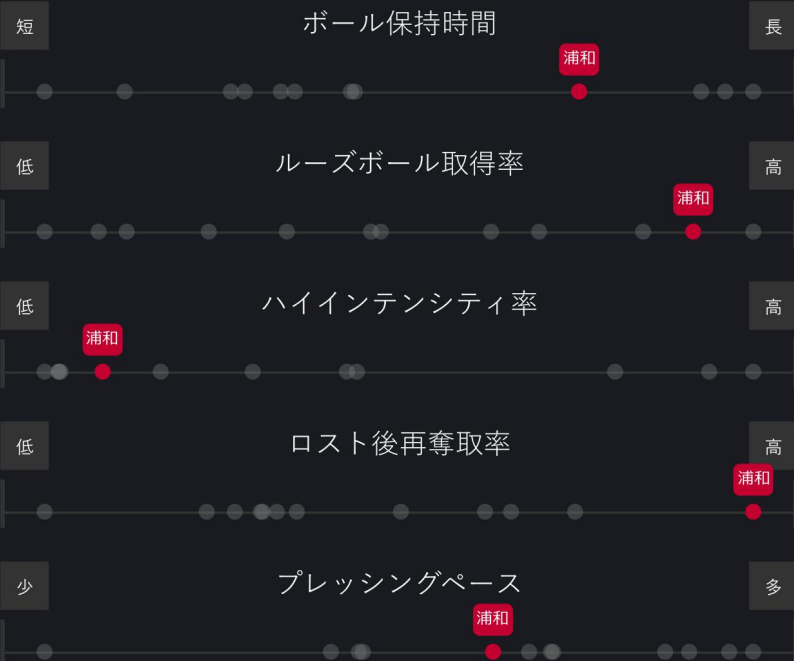 ボール保持時間
短
長
浦和
ルーズボール取得率
低
高
浦和
ハイインテンシティ率
低
高
浦和
ロスト後再奪取率
低
高
浦和
プレッシングペース
少
多
浦和